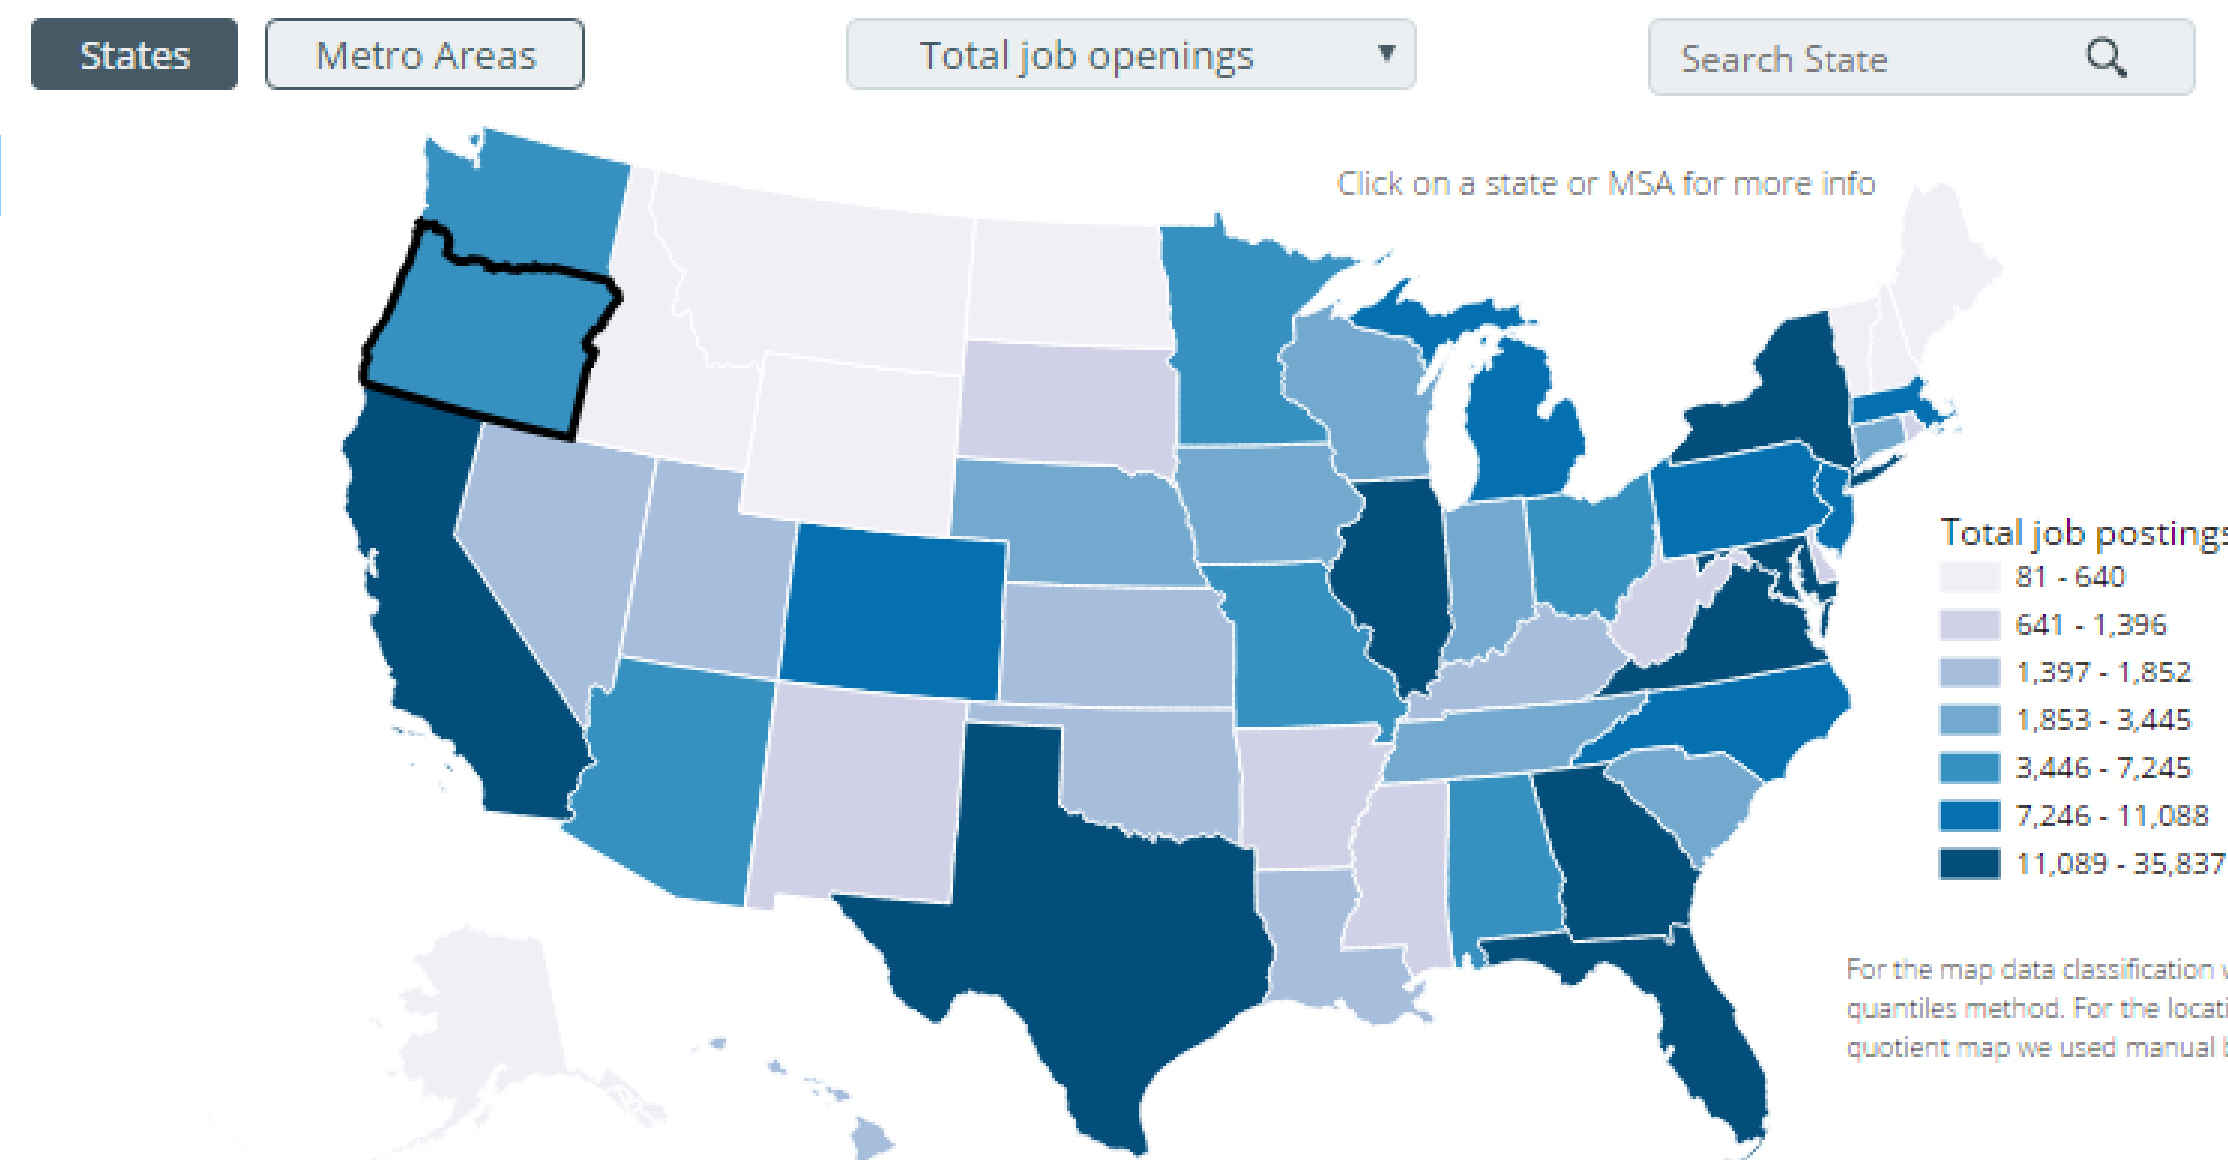 States
Metro Areas
Total job openings
Search State
Click on a state or MSA for more info
Total job postings
81 - 640
641 - 1,396
1,397 - 1,852
1,853 - 3,445
3,446 - 7,245
7,246 - 11,088
11,089 - 35,837
For the map data classification
quantiles method. For the
quotient map we used manual